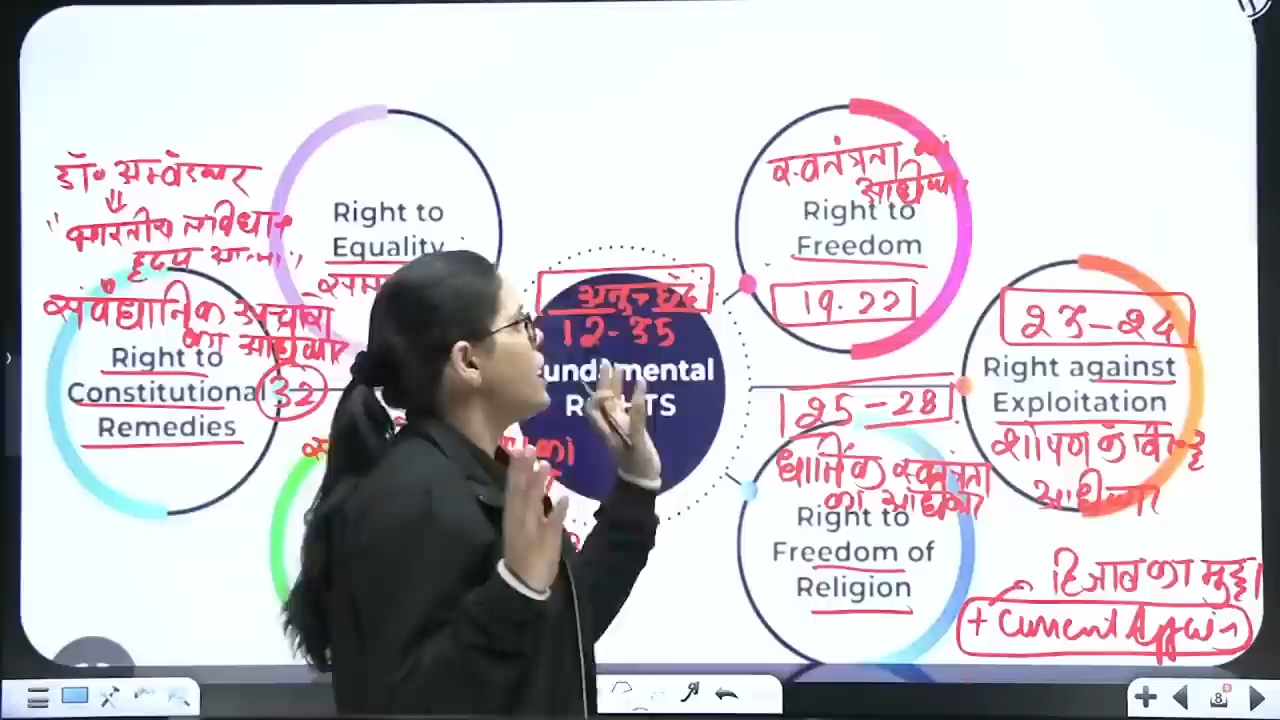 डॉ० अम्बेडकर
हृदय
संवैधानिक उपचारों
का अधिकार
Right to
Constitutional
Remedies
32
Right to
Equality
अनुच्छेद
12-35
Fundamental
RIGHTS
का
स्वतंत्रता का
अधिकार
Right to
Freedom
19-22
23-24
Right against
Exploitation
शोषण के विरुद्ध
अधिकार
25-28
धार्मिक स्वतंत्रता
का अधिकार
Right to
Freedom of
Religion
हिजाब का मुद्दा
+ Current Affairs
8